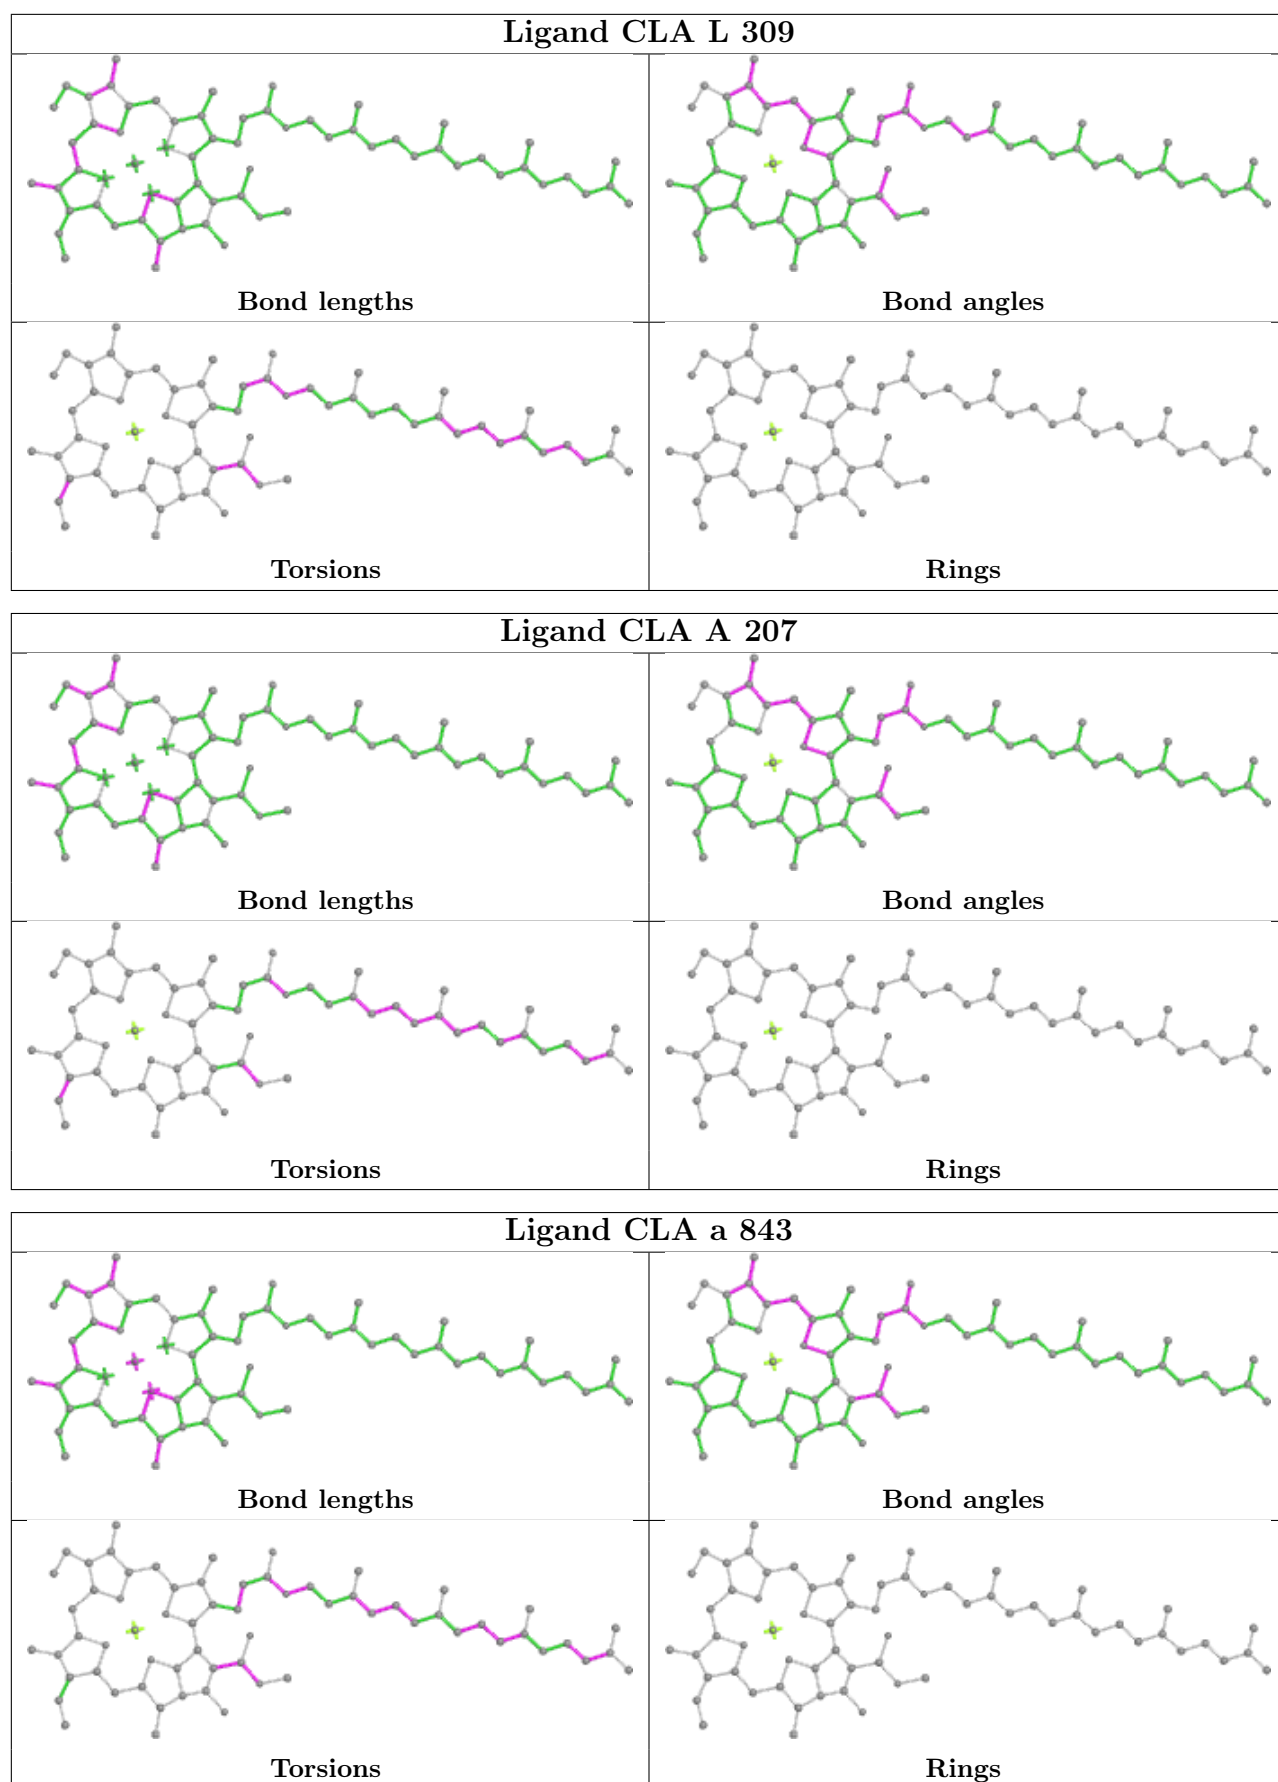 Ligand CLA L 309
Bond lengths
Bond angles
Torsions
Rings
Ligand CLA A 207
Bond lengths
Bond angles
Torsions
Rings
Ligand CLA a 843
Bond lengths
Bond angles
Torsions
Rings